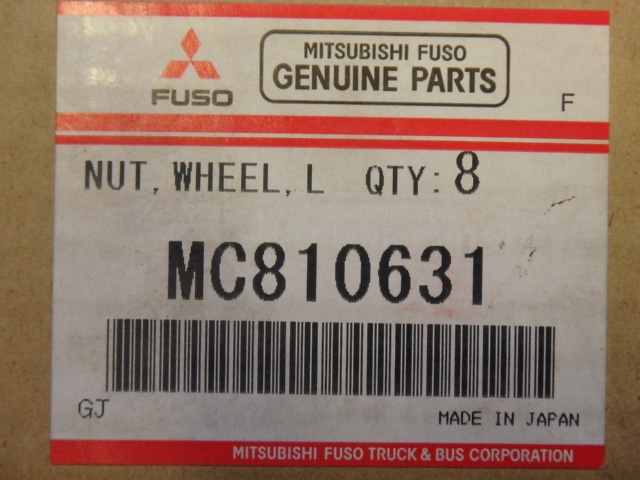 MITSUBISHI FUSO
GENUINE PARTS
FUSO
F
NUT, WHEEL, L QTY: 8
MC810631
GJ
MADE IN JAPAN
MITSUBISHI FUSO TRUCK & BUS CORPORATION